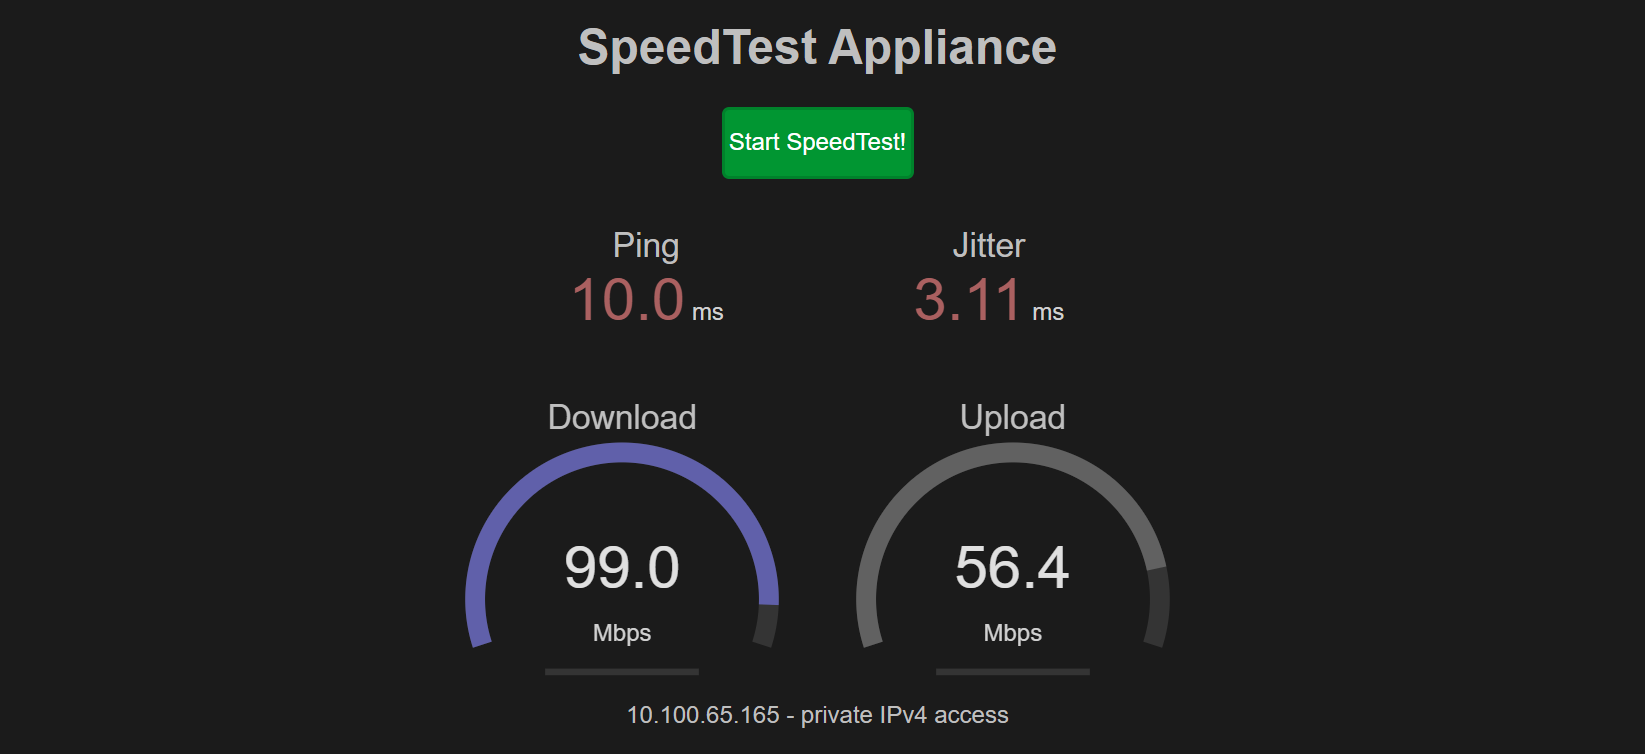 SpeedTest Appliance
Start SpeedTest!
Ping
10.0 ms
Jitter
3.11 ms
Download
99.0
Mbps
Upload
56.4
Mbps
10.100.65.165 - private IPv4 access